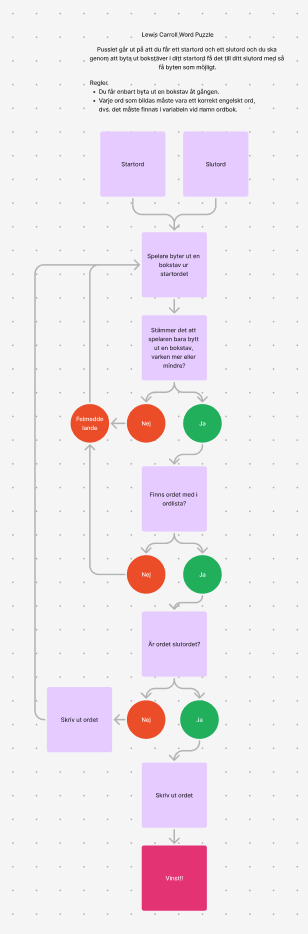 Lewis Carroll Word Puzzle
Pusslet går ut på att du får ett startord och ett slutord och du ska
genom att byta ut bokstäver i ditt startord få det till ditt slutord med så
få byten som möjligt.
Regler:
• Du får enbart byta ut en bokstav åt gången.
• Varje ord som bildas måste vara ett korrekt engelskt ord,
dvs. det måste finnas i variabeln vid namn ordbok.
Startord
Slutord
Spelare byter ut en
bokstav ur
startordet
Stämmer det att
spelaren bara bytt
ut en bokstav,
varken mer eller
mindre?
Felmedde
lande
Nej
Ja
Finns ordet med i
ordlista?
Nej
Ja
Är ordet slutordet?
Skriv ut ordet
Nej
Ja
Skriv ut ordet
Vinst!!